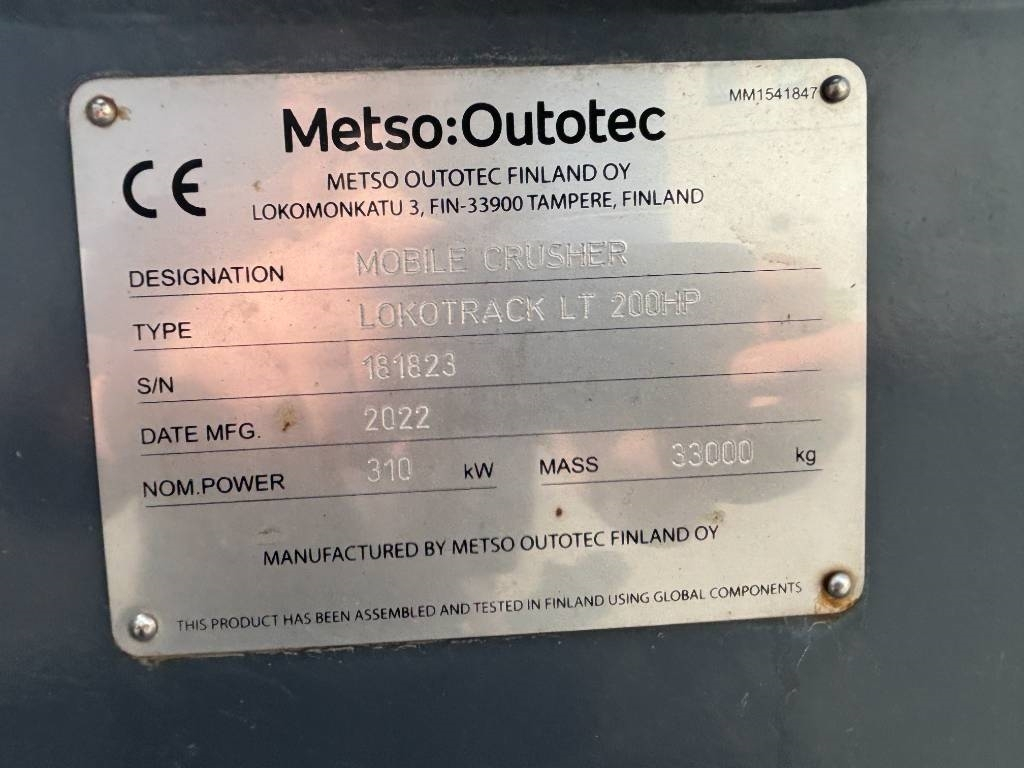 MM1541847
Metso:Outotec
CE
METSO OUTOTEC FINLAND OY
LOKOMONKATU 3, FIN-33900 TAMPERE, FINLAND
DESIGNATION MOBILE CRUSHER
TYPE LOKOTRACK LT 200HP
S/N 181823
DATE MFG. 2022
NOM.POWER 310 kW MASS 33000 kg
MANUFACTURED BY METSO OUTOTEC FINLAND OY
THIS PRODUCT HAS BEEN ASSEMBLED AND TESTED IN FINLAND USING GLOBAL COMPONENTS